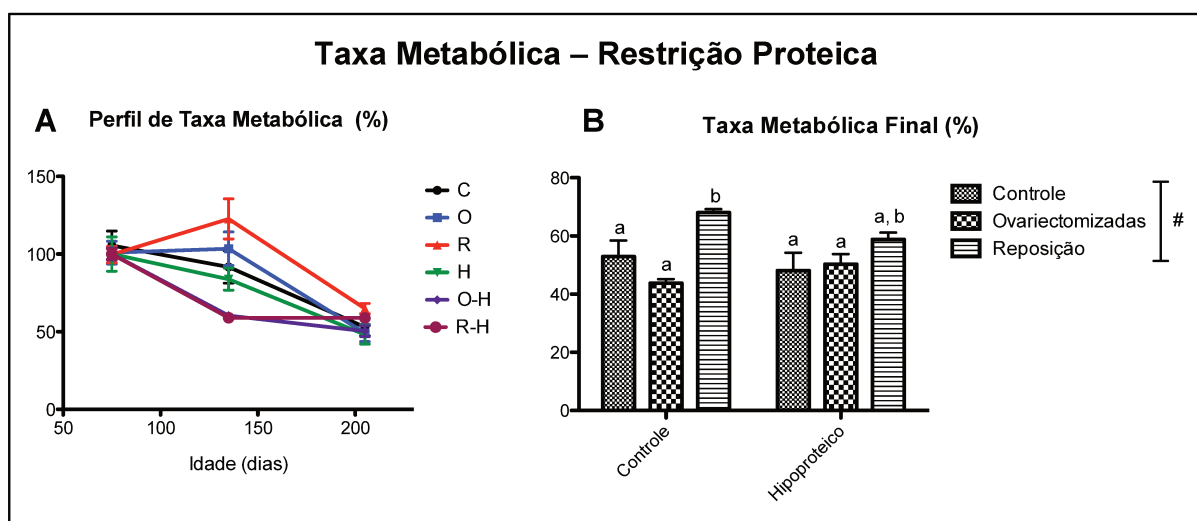 Taxa Metabólica – Restrição Proteica
A
Perfil de Taxa Metabólica (%)
150
100
50
0
50
100
150
200
Idade (dias)
C
O
R
H
O-H
R-H
B
Taxa Metabólica Final (%)
80
60
40
20
0
a
a
b
a
a
a, b
Controle
Hipoproteico
Controle
Ovariectomizadas
Reposição
#